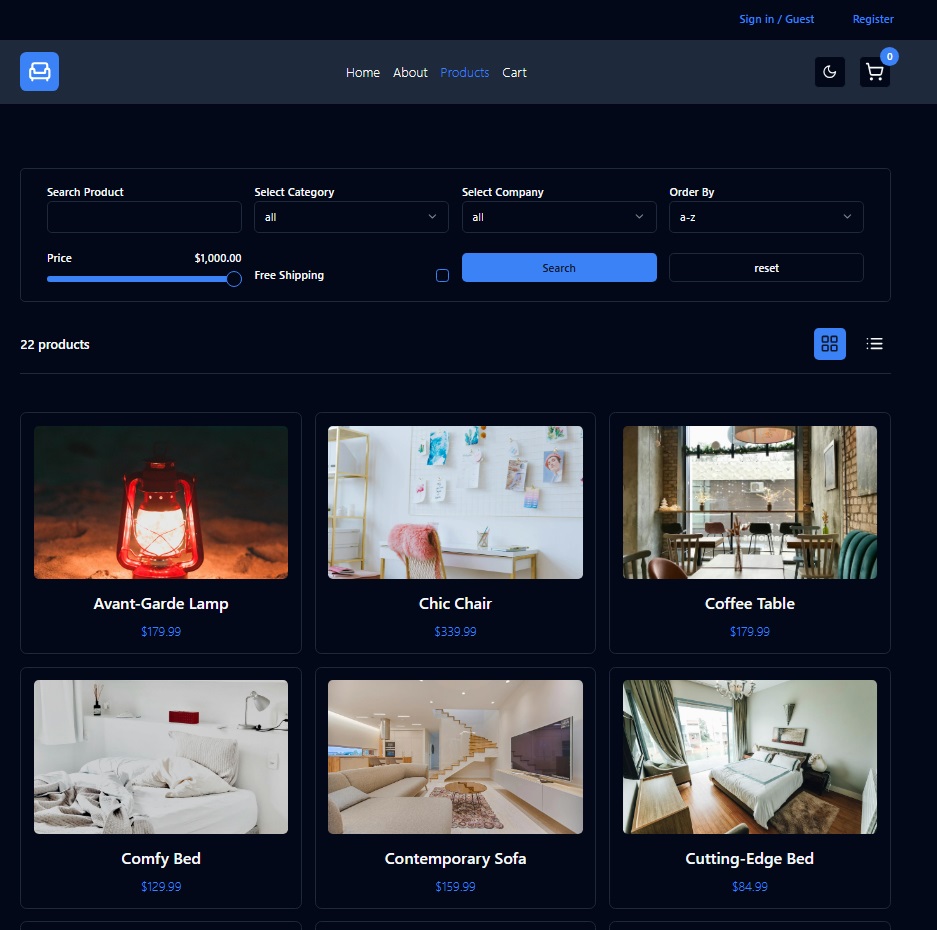 Sign in / Guest Register
Home About Products Cart
0
Search Product Select Category Select Company Order By
all all a-z
Price $1,000.00 Free Shipping Search reset
22 products
Avant-Garde Lamp
$179.99
Chic Chair
$339.99
Coffee Table
$179.99
Comfy Bed
$129.99
Contemporary Sofa
$159.99
Cutting-Edge Bed
$84.99